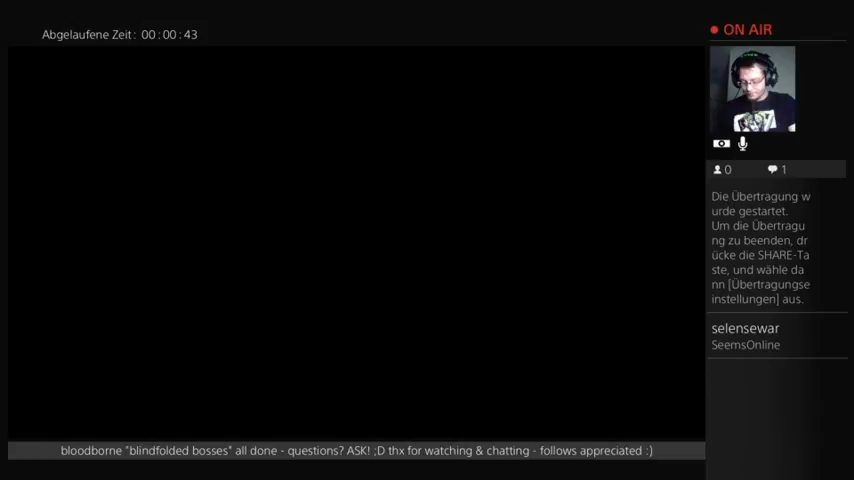 Abgelaufene Zeit: 00:00:43
ON AIR
0 1
Die Übertragung w
urde gestartet.
Um die Übertragu
ng zu beenden, dr
ücke die SHARE-Ta
ste, und wähle da
nn [Übertragungse
instellungen] aus.
selensewar
SeemsOnline
bloodborne "blindfolded bosses" all done - questions? ASK! ;D thx for watching & chatting - follows appreciated :)